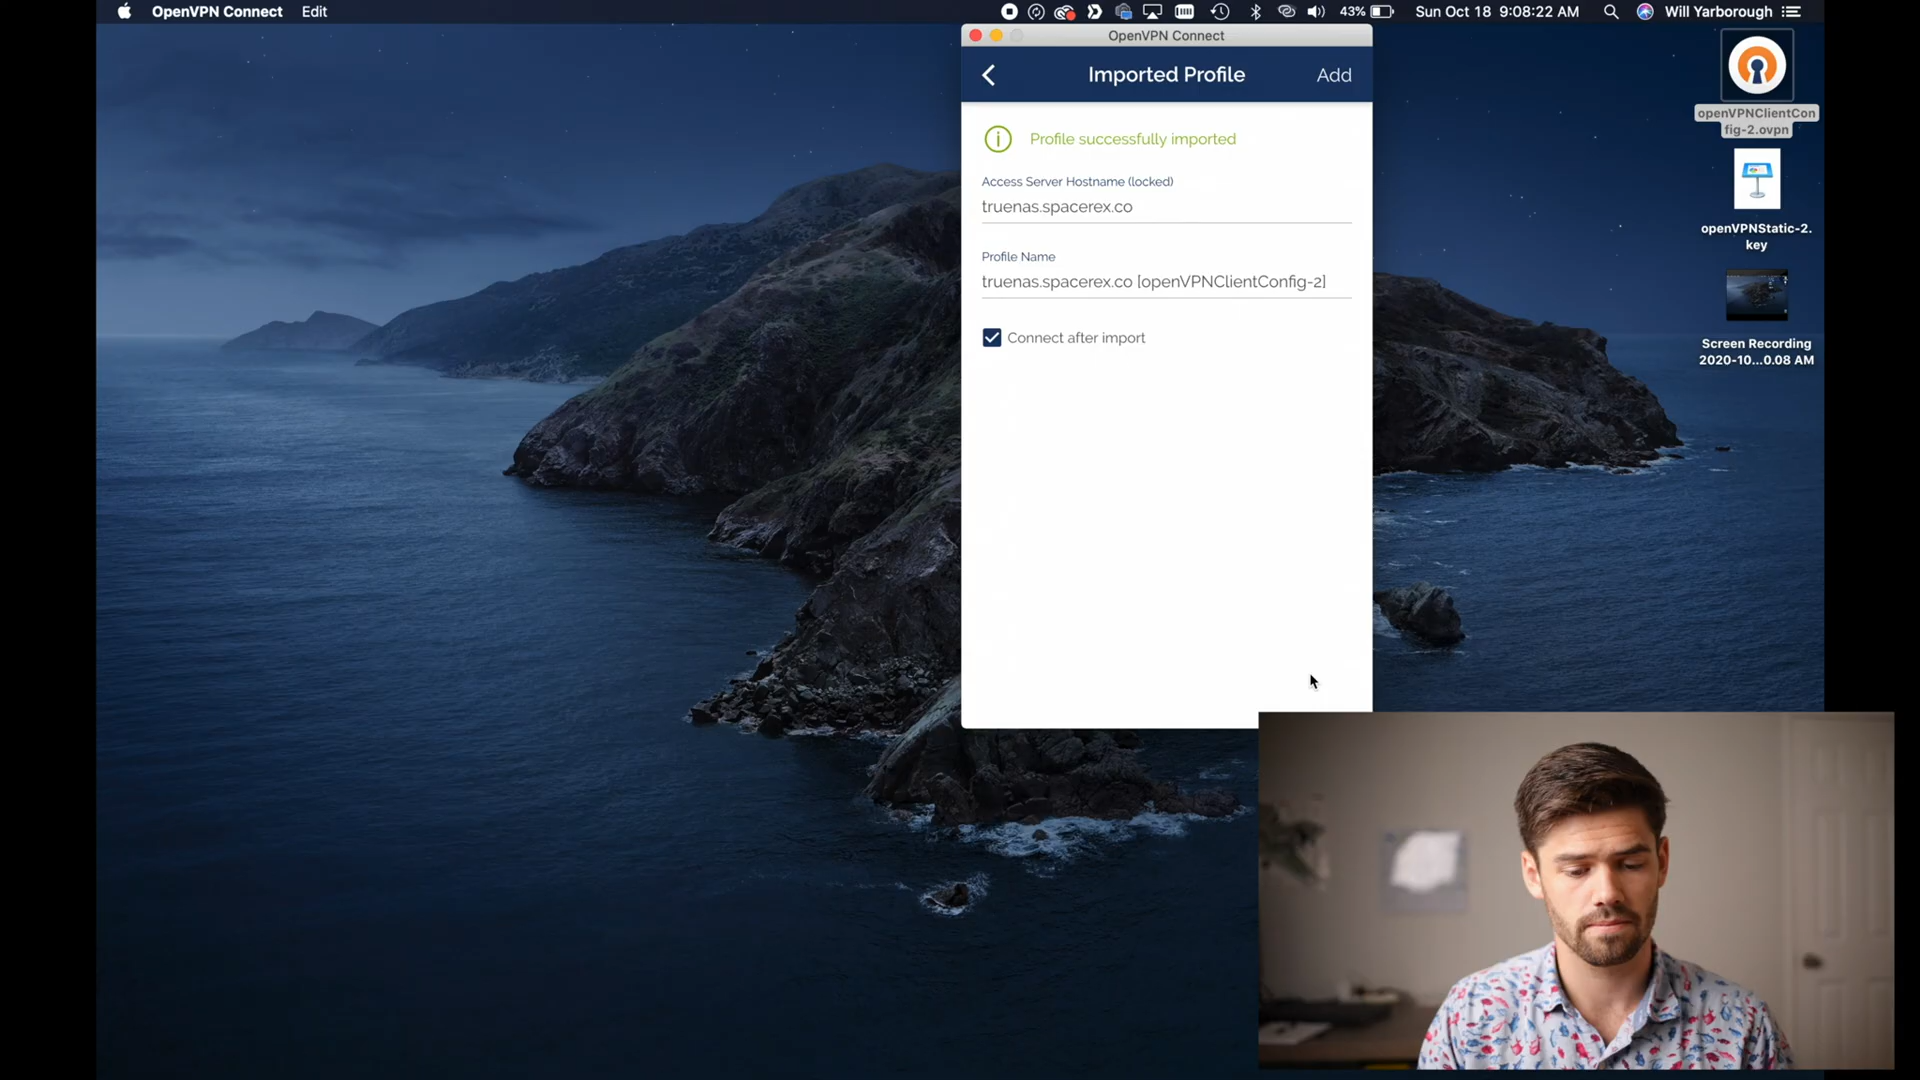 OpenVPN Connect Edit
43% Sun Oct 18 9:08:22 AM Will Yarborough
OpenVPN Connect
Imported Profile
Add
Profile successfully imported
Access Server Hostname (locked)
truenas.spacerex.co
Profile Name
truenas.spacerex.co [openVPNClientConfig-2]
Connect after import
openVPNClientCon
fig-2.ovpn
openVPNStatic-2.
key
Screen Recording
2020-10...0.08 AM